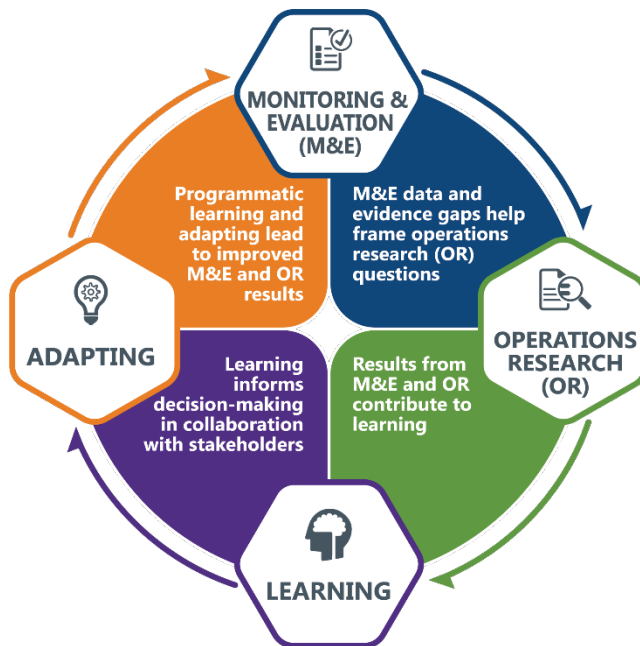 MONITORING &
EVALUATION
(M&E)
Programmatic
learning and
adapting lead
to improved
M&E and OR
results
M&E data and
evidence gaps help
frame operations
research (OR)
questions
ADAPTING
OPERATIONS
RESEARCH
(OR)
Learning
informs
decision-making
in collaboration
with stakeholders
Results from
M&E and OR
contribute to
learning
LEARNING